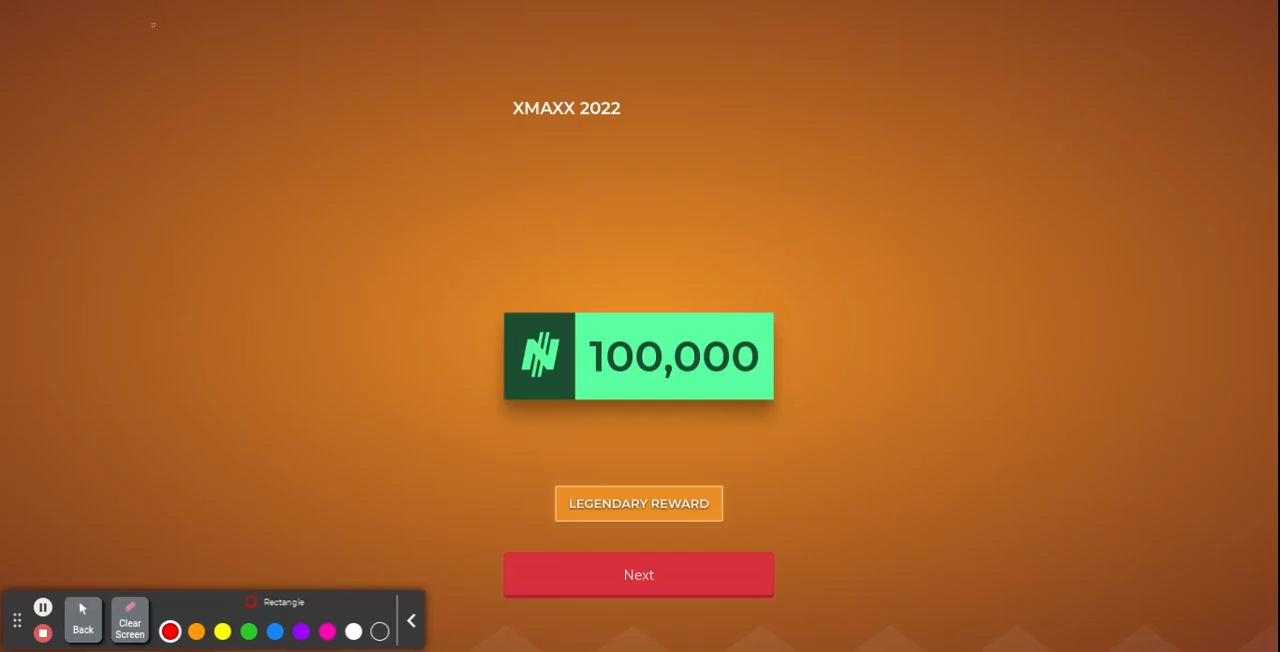 XMAXX 2022
100,000
LEGENDARY REWARD
Next
Rectangle
Back
Clear
Screen